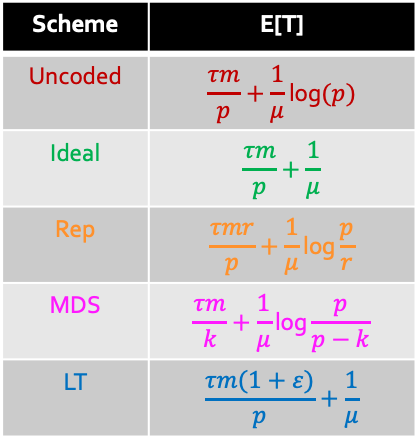 Scheme E[T]
Uncoded τm/p + 1/μ log(p)
Ideal τm/p + 1/μ
Rep τmr/p + 1/μ log p/r
MDS τm/k + 1/μ log p/(p − k)
LT τm(1 + ε)/p + 1/μ